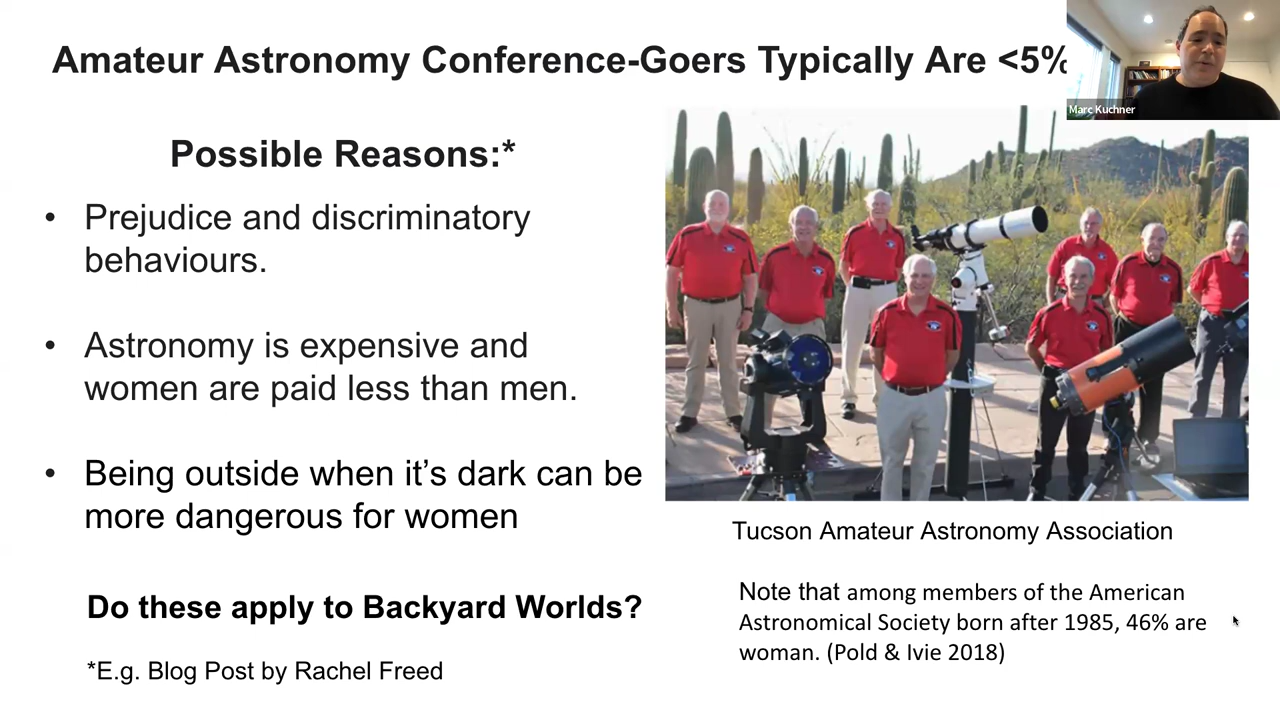 Amateur Astronomy Conference-Goers Typically Are <5%
Marc Kuchner
Possible Reasons:*
• Prejudice and discriminatory
behaviours.
• Astronomy is expensive and
women are paid less than men.
• Being outside when it’s dark can be
more dangerous for women
Do these apply to Backyard Worlds?
*E.g. Blog Post by Rachel Freed
Tucson Amateur Astronomy Association
Note that among members of the American
Astronomical Society born after 1985, 46% are
woman. (Pold & Ivie 2018)